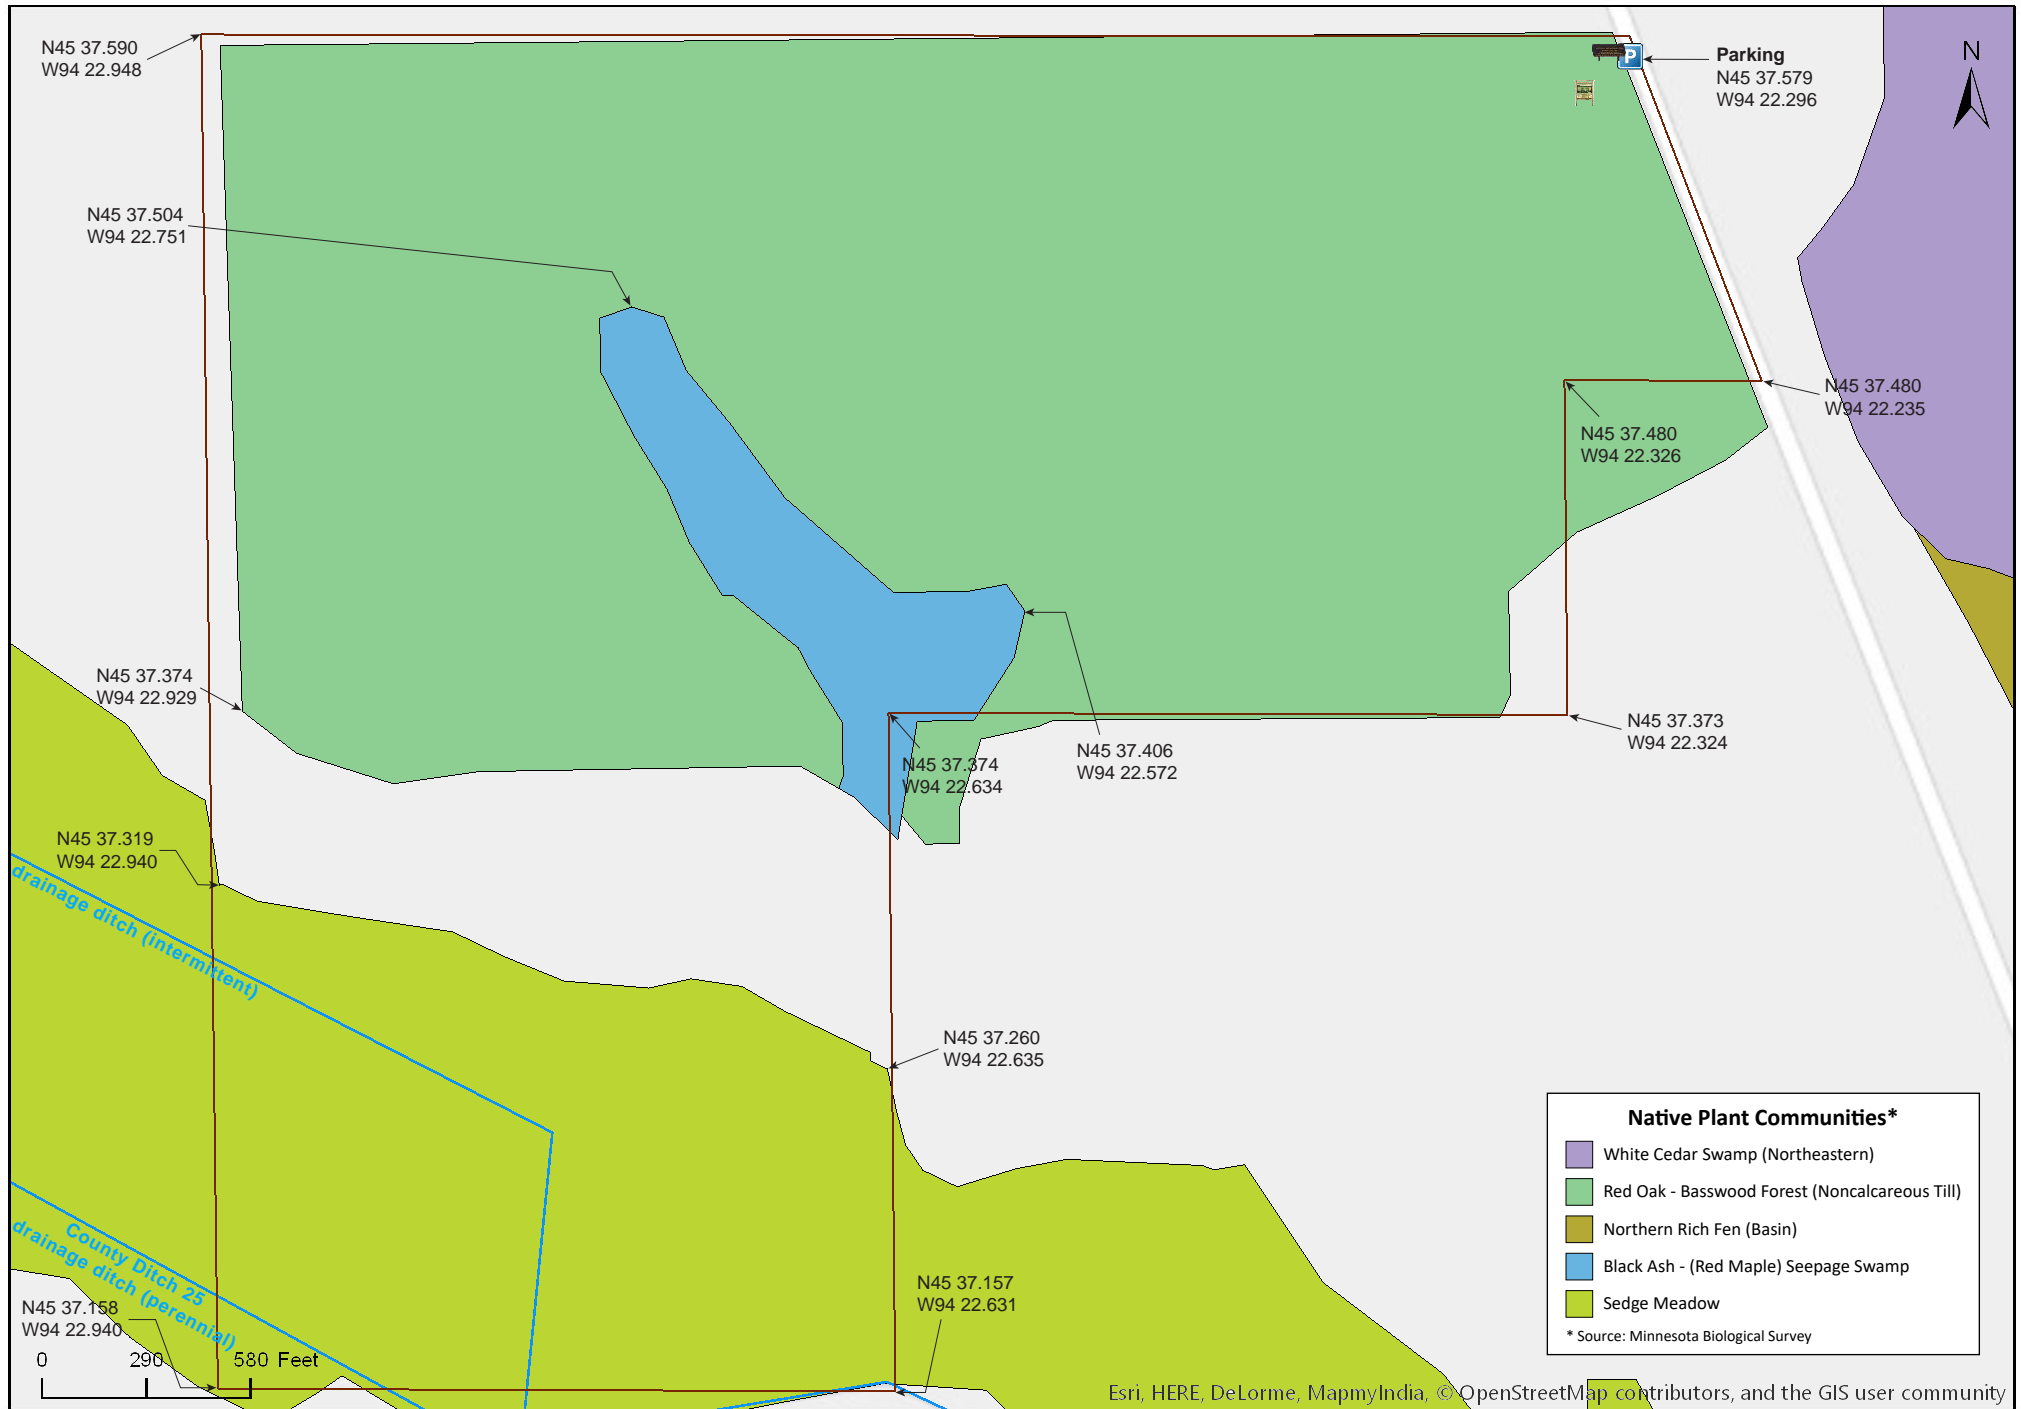 N45 37.590
W94 22.948
P
Parking
N45 37.579
W94 22.296
N
N45 37.504
W94 22.751
N45 37.480
W94 22.235
N45 37.480
W94 22.326
N45 37.374
W94 22.929
N45 37.373
W94 22.324
N45 37.406
W94 22.572
N45 37.374
W94 22.634
N45 37.319
W94 22.940
drainage ditch (intermittent)
N45 37.260
W94 22.635
County Ditch 25
drainage ditch (perennial)
N45 37.157
W94 22.631
N45 37.158
W94 22.940
0 290 580 Feet
Native Plant Communities*
White Cedar Swamp (Northeastern)
Red Oak - Basswood Forest (Noncalcareous Till)
Northern Rich Fen (Basin)
Black Ash - (Red Maple) Seepage Swamp
Sedge Meadow
* Source: Minnesota Biological Survey
Esri, HERE, DeLorme, MapmyIndia, © OpenStreetMap contributors, and the GIS user community